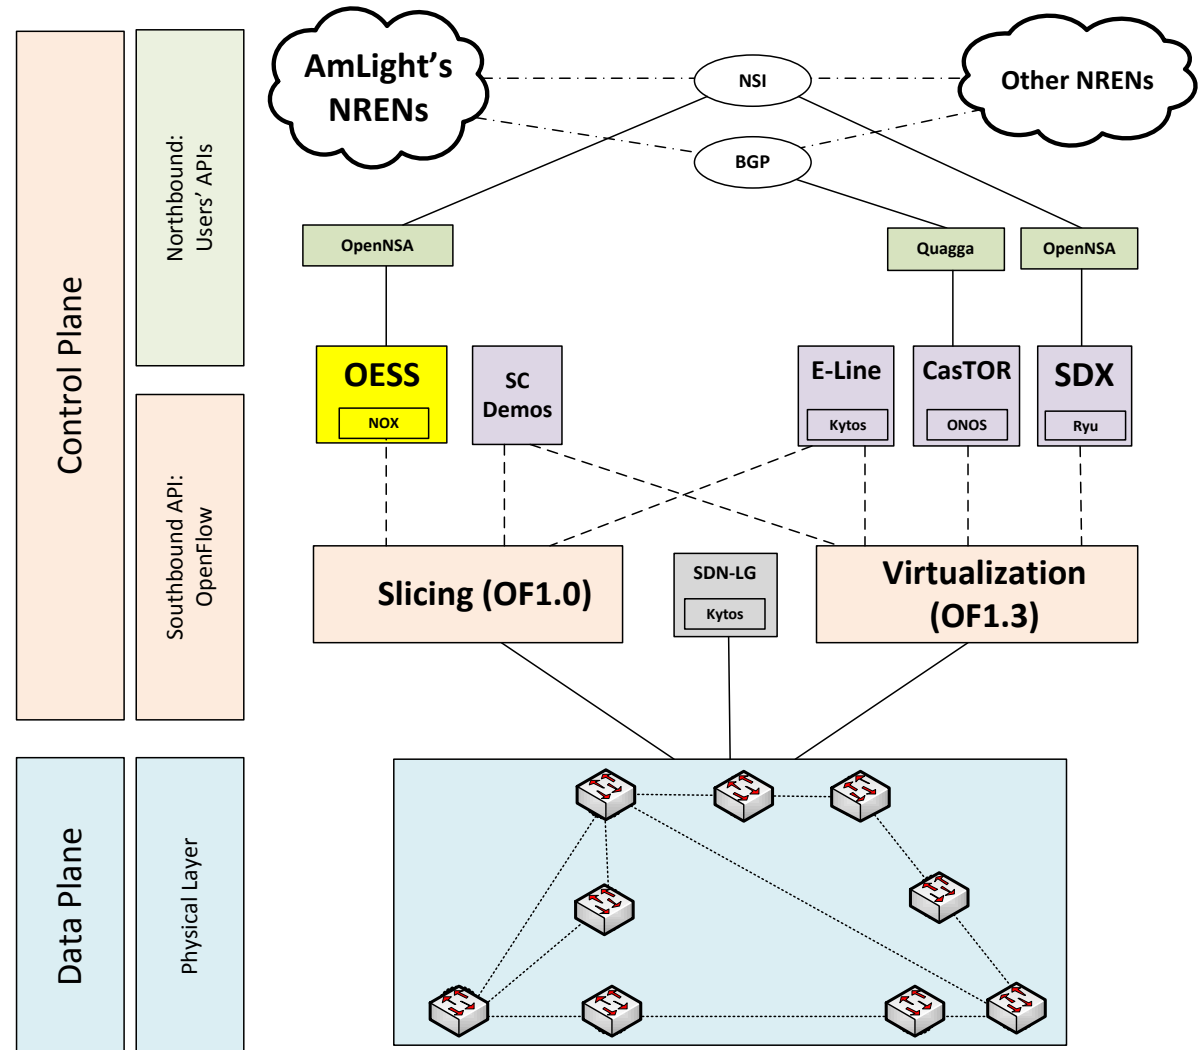 Control Plane
Northbound:
Users' APIs
Southbound API:
OpenFlow
Data Plane
Physical Layer
AmLight's
NRENs
NSI
Other NRENs
BGP
OpenNSA
Quagga
OpenNSA
OESS
NOX
SC
Demos
E-Line
Kytos
CasTOR
ONOS
SDX
Ryu
Slicing (OF1.0)
SDN-LG
Kytos
Virtualization
(OF1.3)